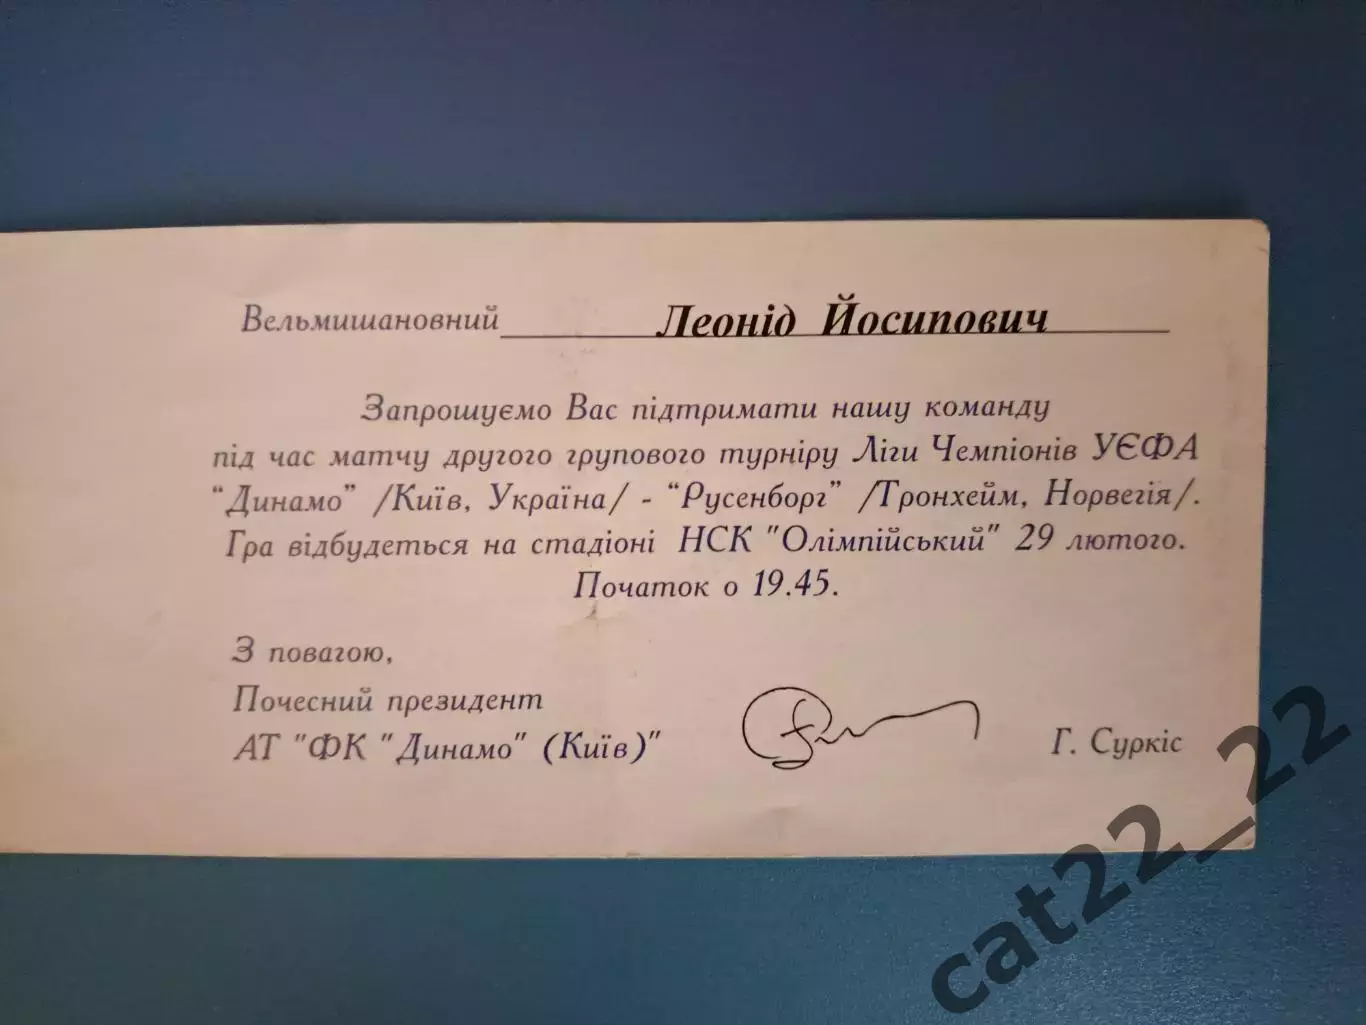 Вельмишановний Леонід Йосипович
Запрошуємо Вас підтримати нашу команду
під час матчу другого групового турніру Ліги Чемпіонів УЄФА
“Динамо” /Київ, Україна/ - “Русенборг” /Тронхейм, Норвегія/.
Гра відбудеться на стадіоні НСК "Олімпійський" 29 лютого.
Початок о 19.45.
З повагою,
Почесний президент
АТ "ФК "Динамо" (Київ)" Г. Суркіс
cat22_22